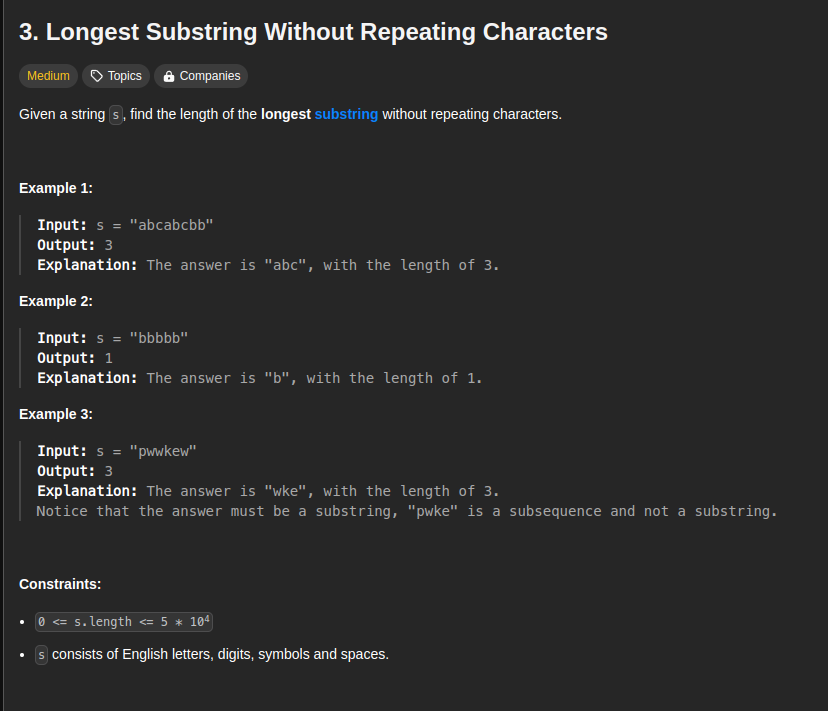 3. Longest Substring Without Repeating Characters
Medium Topics Companies
Given a string s, find the length of the longest substring without repeating characters.
Example 1:
Input: s = "abcabcbb"
Output: 3
Explanation: The answer is "abc", with the length of 3.
Example 2:
Input: s = "bbbbb"
Output: 1
Explanation: The answer is "b", with the length of 1.
Example 3:
Input: s = "pwwkew"
Output: 3
Explanation: The answer is "wke", with the length of 3.
Notice that the answer must be a substring, "pwke" is a subsequence and not a substring.
Constraints:
• 0 <= s.length <= 5 * 10⁴
• s consists of English letters, digits, symbols and spaces.